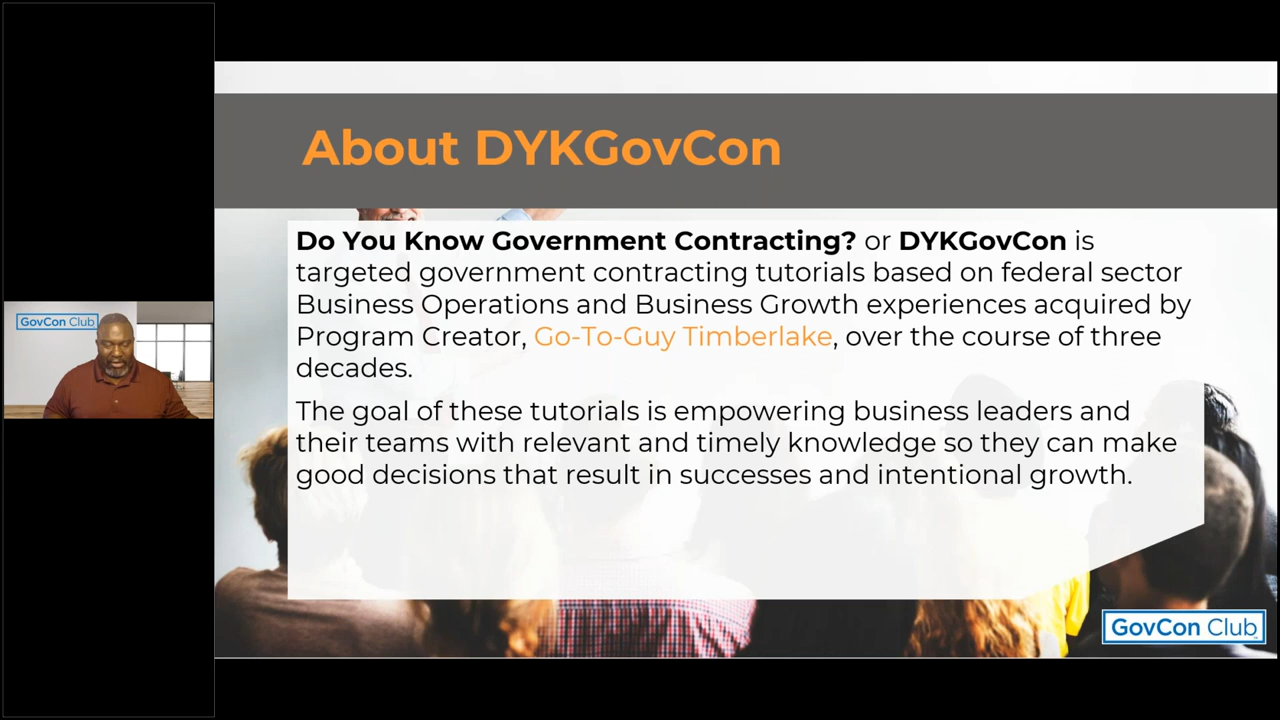 GovCon Club
About DYKGovCon
Do You Know Government Contracting? or DYKGovCon is
targeted government contracting tutorials based on federal sector
Business Operations and Business Growth experiences acquired by
Program Creator, Go-To-Guy Timberlake, over the course of three
decades.
The goal of these tutorials is empowering business leaders and
their teams with relevant and timely knowledge so they can make
good decisions that result in successes and intentional growth.
GovCon Club